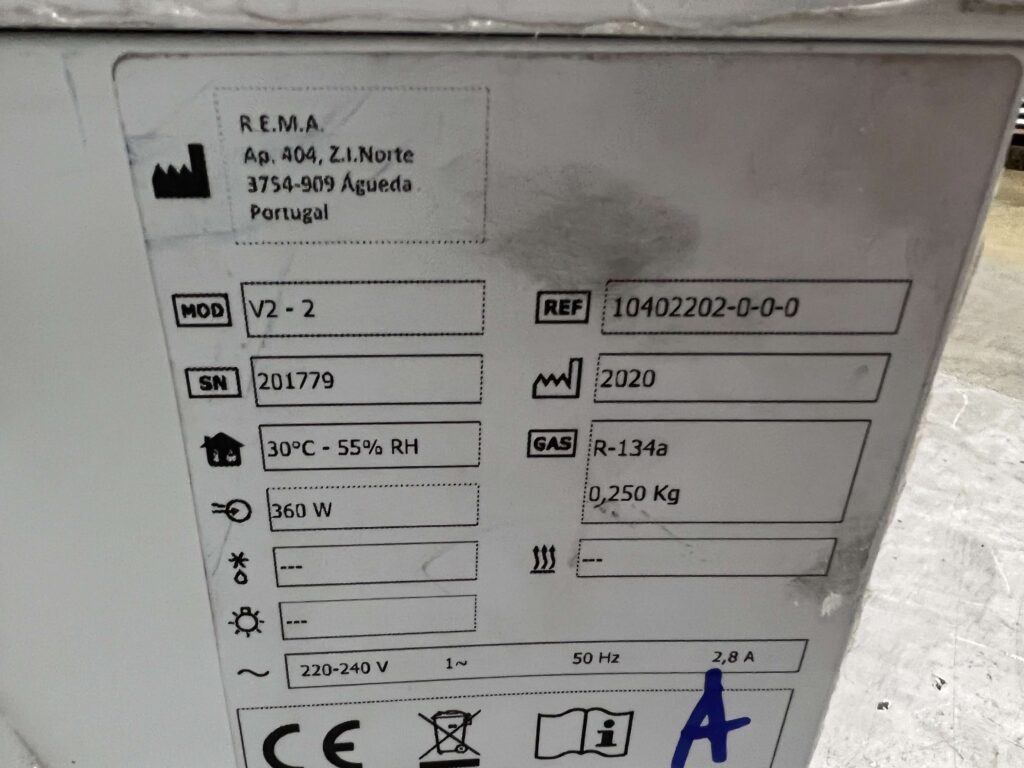 R.E.M.A.
Ap. 404, Z.I.Norte
3754-909 Águeda
Portugal
MOD V2 - 2
REF 10402202-0-0-0
SN 201779
2020
30°C - 55% RH
GAS R-134a
0,250 Kg
360 W
---
---
---
220-240 V 1~ 50 Hz 2,8 A
CE
i
A